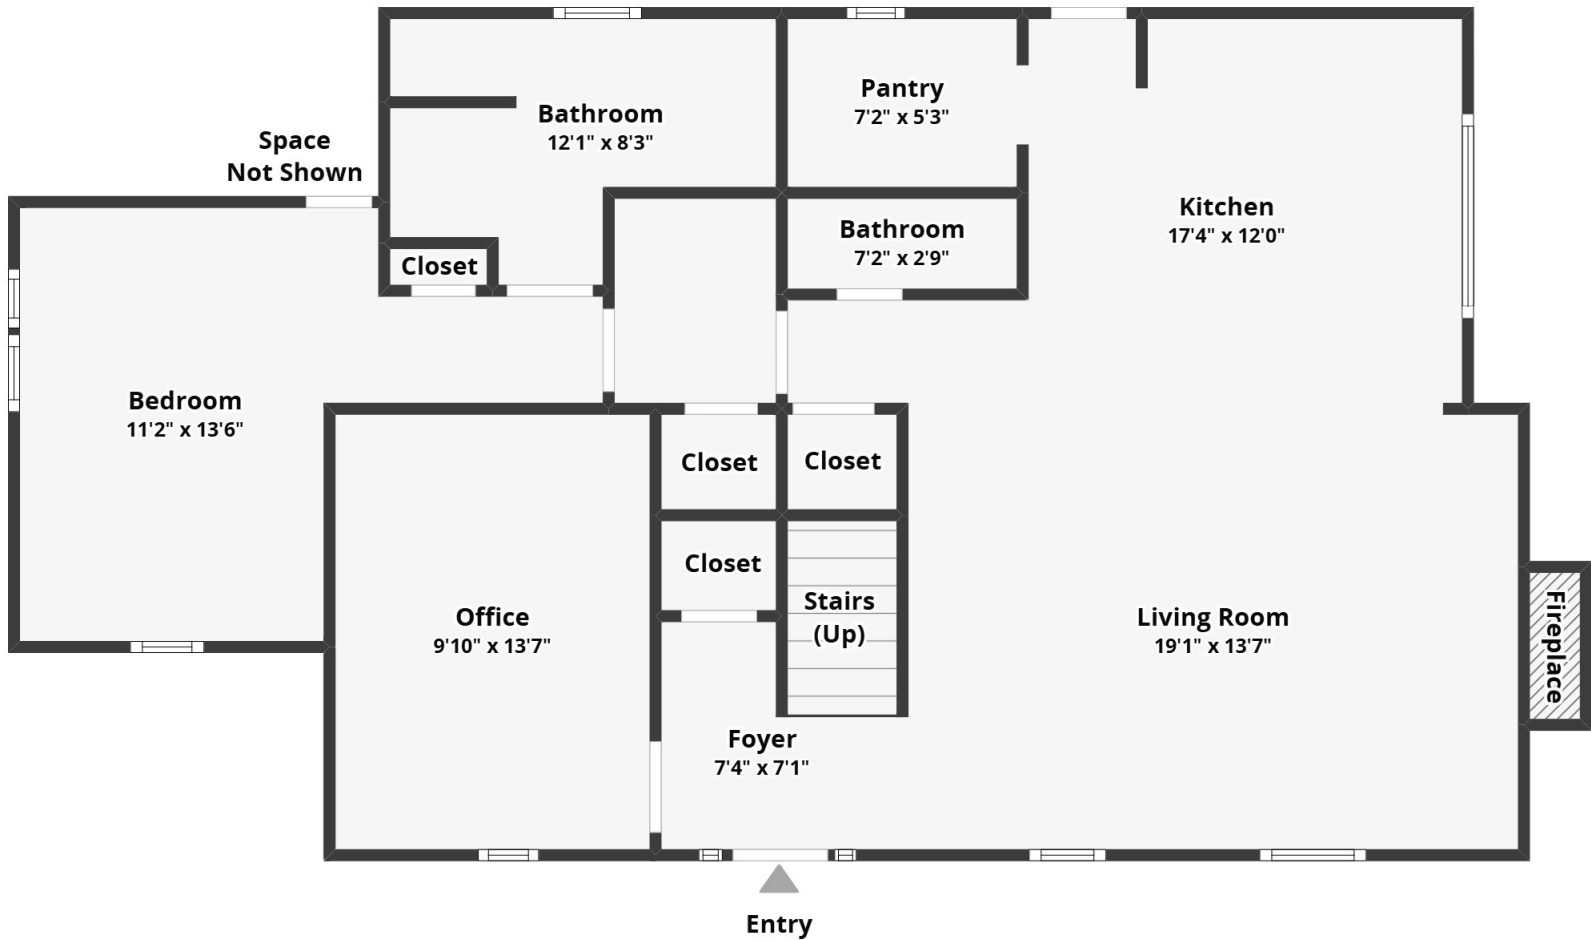 Pantry
7'2" x 5'3"
Bathroom
12'1" x 8'3"
Space
Not Shown
Kitchen
17'4" x 12'0"
Bathroom
7'2" x 2'9"
Closet
Bedroom
11'2" x 13'6"
Closet
Closet
Closet
Stairs
(Up)
Office
9'10" x 13'7"
Living Room
19'1" x 13'7"
Fireplace
Foyer
7'4" x 7'1"
Entry